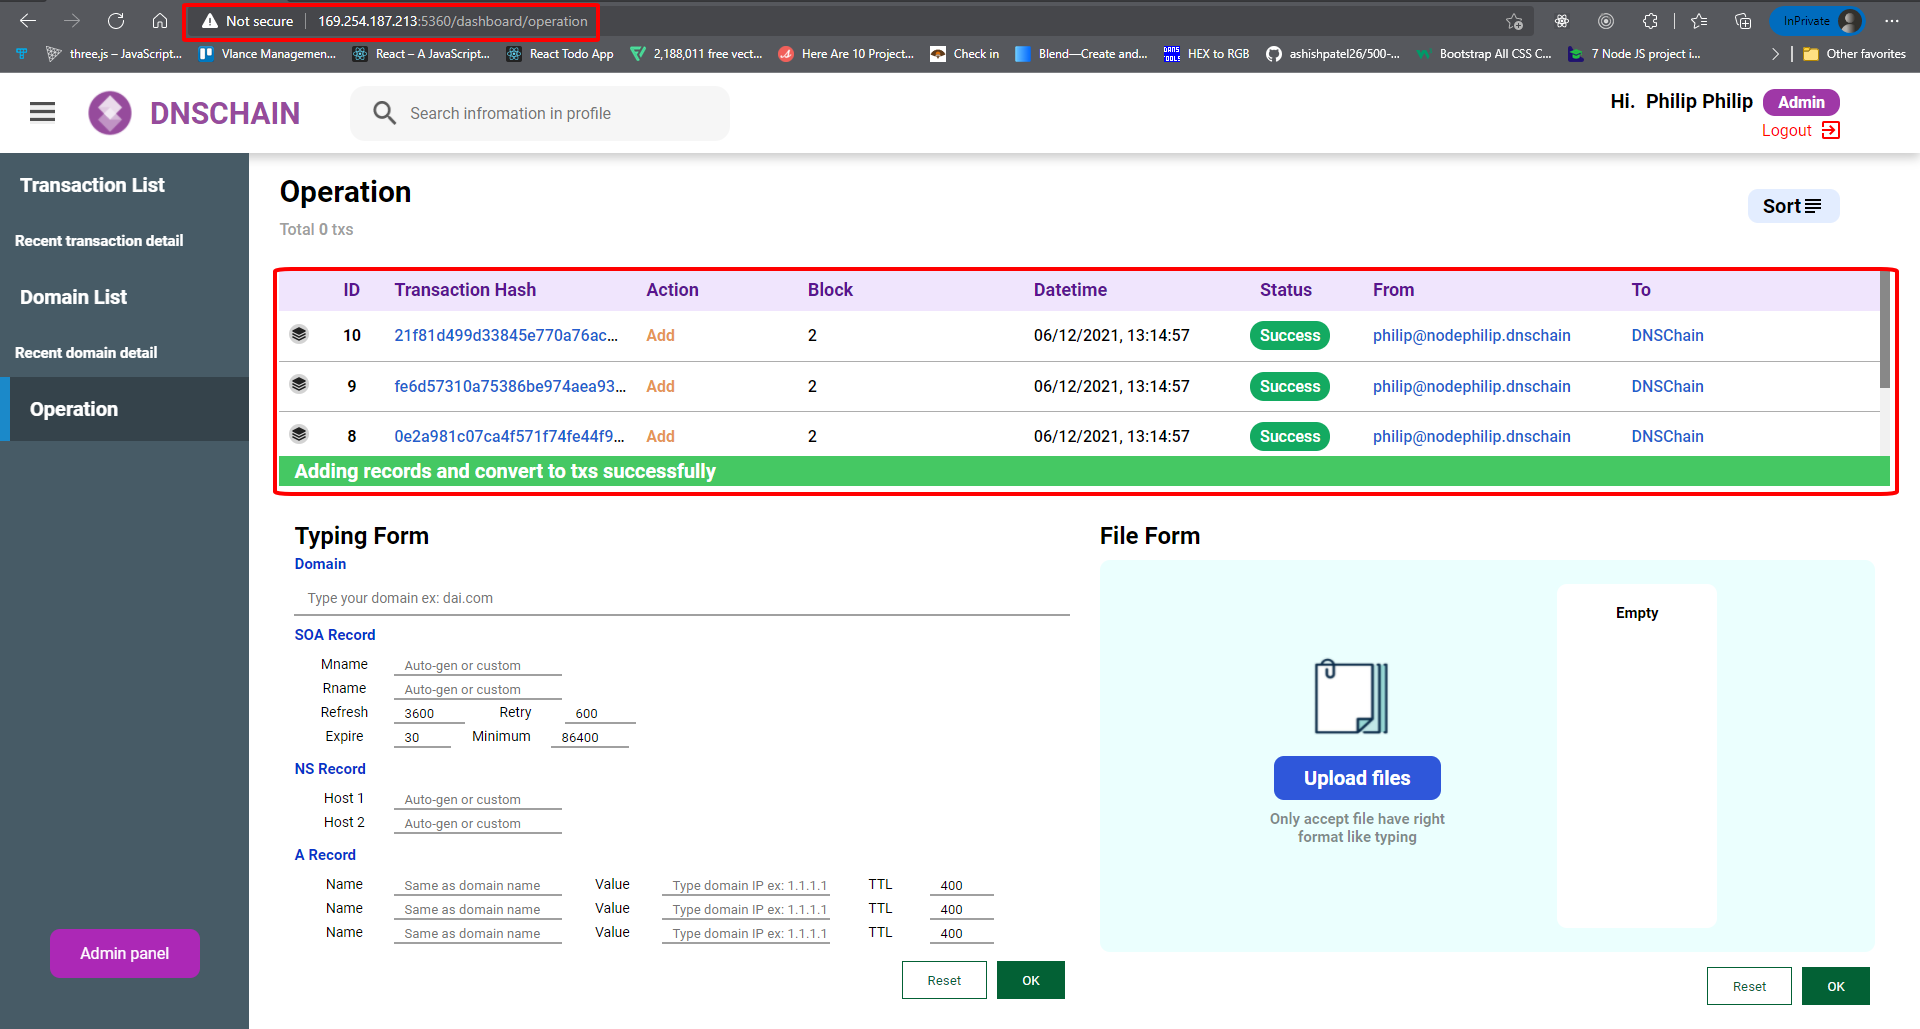 Not secure | 169.254.187.213:5360/dashboard/operation
InPrivate
three.js – JavaScript... Vlance Managemen... React – A JavaScript... React Todo App 2,188,011 free vect... Here Are 10 Project... Check in Blend—Create and... DANS TOOLS HEX to RGB ashishpatel26/500-... Bootstrap All CSS C... 7 Node JS project i... Other favorites
DNSCHAIN
Search infromation in profile
Hi. Philip Philip Admin
Logout
Transaction List
Recent transaction detail
Domain List
Recent domain detail
Operation
Admin panel
Operation
Total 0 txs
Sort
ID Transaction Hash Action Block Datetime Status From To
10 21f81d499d33845e770a76ac... Add 2 06/12/2021, 13:14:57 Success philip@nodephilip.dnschain DNSChain
9 fe6d57310a75386be974aea93... Add 2 06/12/2021, 13:14:57 Success philip@nodephilip.dnschain DNSChain
8 0e2a981c07ca4f571f74fe44f9... Add 2 06/12/2021, 13:14:57 Success philip@nodephilip.dnschain DNSChain
Adding records and convert to txs successfully
Typing Form
Domain
Type your domain ex: dai.com
SOA Record
Mname Auto-gen or custom
Rname Auto-gen or custom
Refresh 3600 Retry 600
Expire 30 Minimum 86400
NS Record
Host 1 Auto-gen or custom
Host 2 Auto-gen or custom
A Record
Name Same as domain name Value Type domain IP ex: 1.1.1.1 TTL 400
Name Same as domain name Value Type domain IP ex: 1.1.1.1 TTL 400
Name Same as domain name Value Type domain IP ex: 1.1.1.1 TTL 400
Reset OK
File Form
Upload files
Only accept file have right
format like typing
Empty
Reset OK